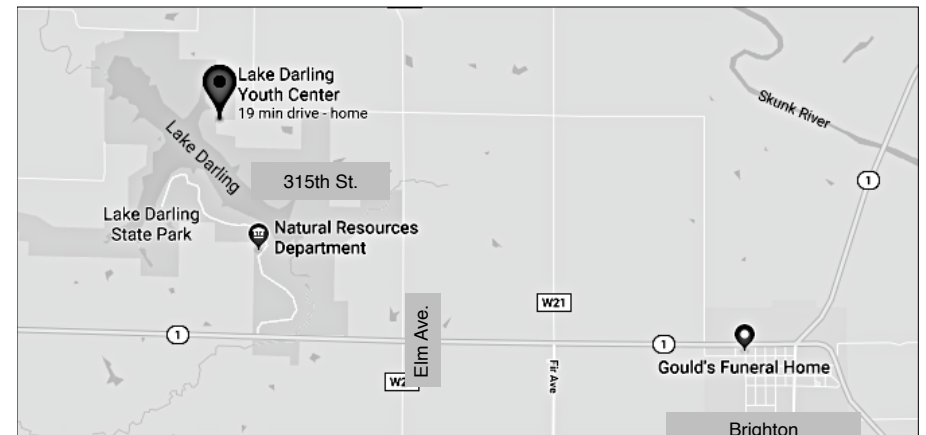 Lake Darling
Youth Center
19 min drive - home
Skunk River
Lake Darling
315th St.
1
Lake Darling
State Park
Natural Resources
Department
W21
Elm Ave.
1
1
Gould's Funeral Home
Fir Ave
Brighton